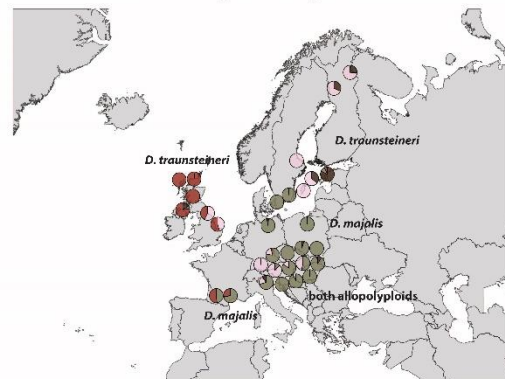 D. traunsteineri
D. traunsteineri
D. majalis
both allopolyploids
D. majalis